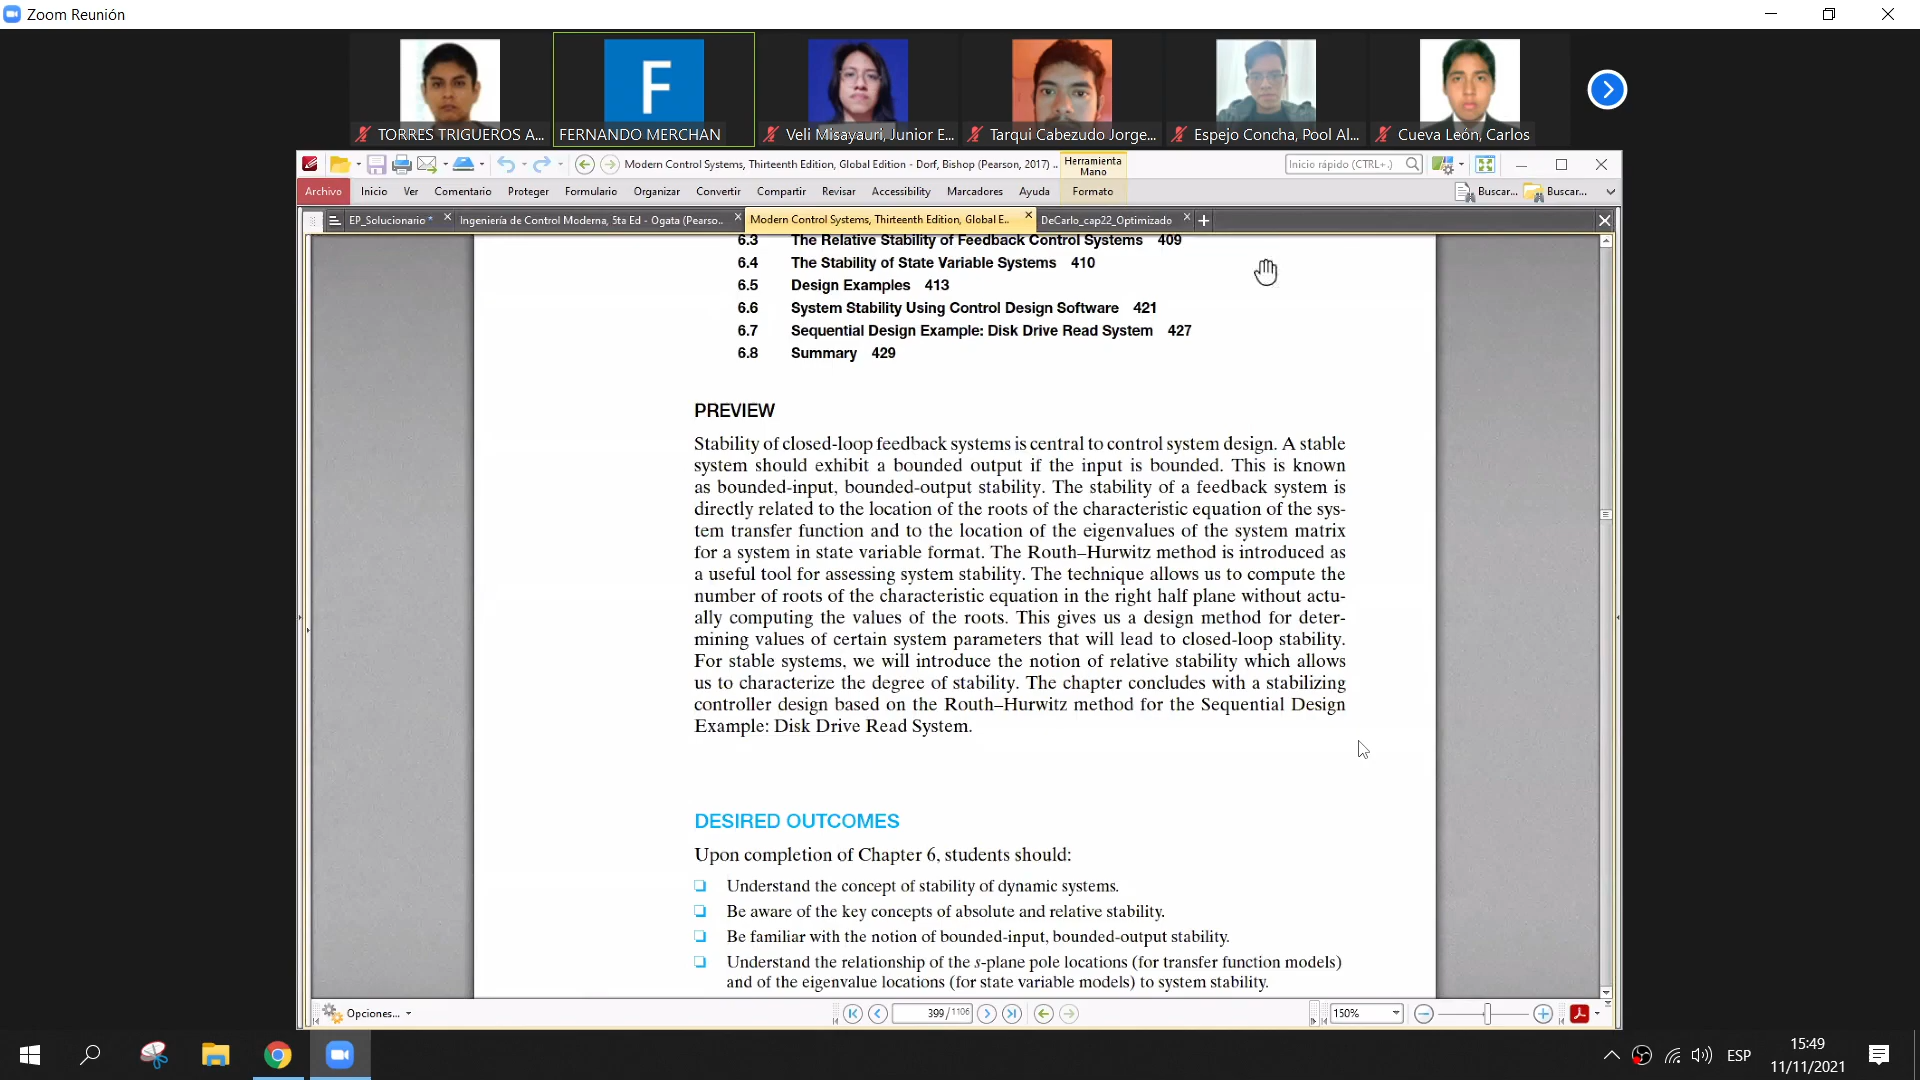 Zoom Reunión
F
TORRES TRIGUEROS A...
FERNANDO MERCHAN
Veli Misayauri, Junior E...
Tarqui Cabezudo Jorge...
Espejo Concha, Pool Al...
Cueva León, Carlos
Modern Control Systems, Thirteenth Edition, Global Edition - Dorf, Bishop (Pearson, 2017) ..
Herramienta
Mano
Inicio rápido (CTRL+.)
Archivo Inicio Ver Comentario Proteger Formulario Organizar Convertir Compartir Revisar Accessibility Marcadores Ayuda Formato Buscar... Buscar...
EP_Solucionario * Ingeniería de Control Moderna, 5ta Ed - Ogata (Pearso.. Modern Control Systems, Thirteenth Edition, Global E.. DeCarlo_cap22_Optimizado
6.3 The Relative Stability of Feedback Control Systems 409
6.4 The Stability of State Variable Systems 410
6.5 Design Examples 413
6.6 System Stability Using Control Design Software 421
6.7 Sequential Design Example: Disk Drive Read System 427
6.8 Summary 429
PREVIEW
Stability of closed-loop feedback systems is central to control system design. A stable
system should exhibit a bounded output if the input is bounded. This is known
as bounded-input, bounded-output stability. The stability of a feedback system is
directly related to the location of the roots of the characteristic equation of the sys-
tem transfer function and to the location of the eigenvalues of the system matrix
for a system in state variable format. The Routh–Hurwitz method is introduced as
a useful tool for assessing system stability. The technique allows us to compute the
number of roots of the characteristic equation in the right half plane without actu-
ally computing the values of the roots. This gives us a design method for deter-
mining values of certain system parameters that will lead to closed-loop stability.
For stable systems, we will introduce the notion of relative stability which allows
us to characterize the degree of stability. The chapter concludes with a stabilizing
controller design based on the Routh–Hurwitz method for the Sequential Design
Example: Disk Drive Read System.
DESIRED OUTCOMES
Upon completion of Chapter 6, students should:
Understand the concept of stability of dynamic systems.
Be aware of the key concepts of absolute and relative stability.
Be familiar with the notion of bounded-input, bounded-output stability.
Understand the relationship of the s-plane pole locations (for transfer function models)
and of the eigenvalue locations (for state variable models) to system stability.
Opciones...
399 / 1106
150%
ESP
15:49
11/11/2021